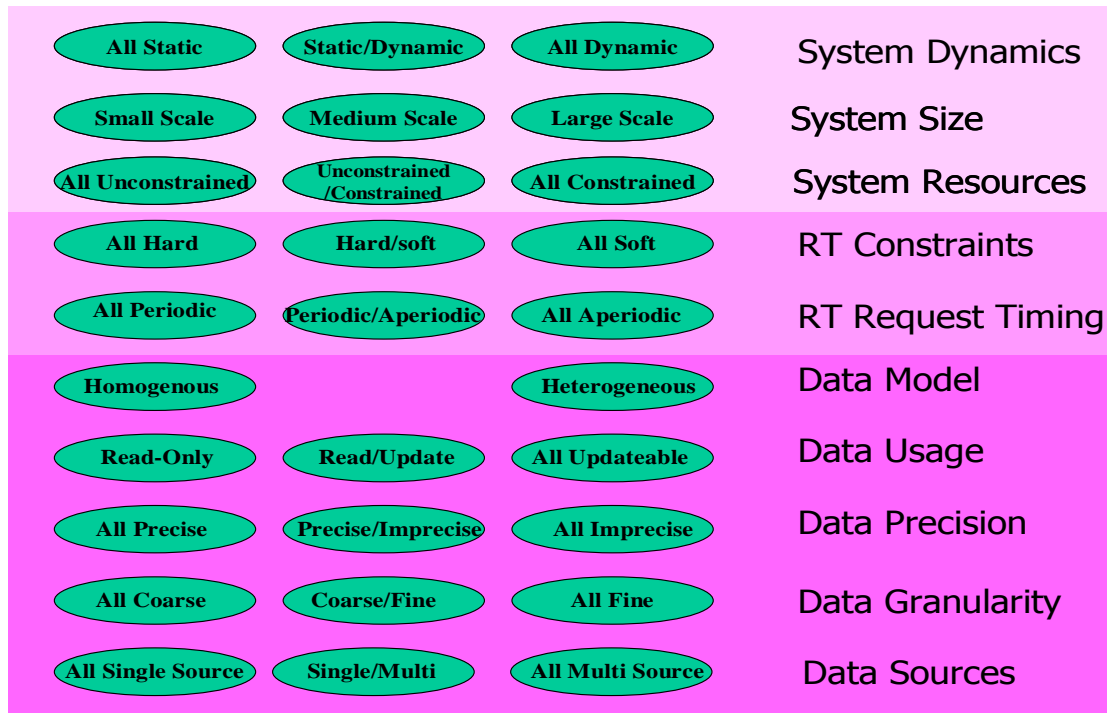 All Static Static/Dynamic All Dynamic System Dynamics
Small Scale Medium Scale Large Scale System Size
All Unconstrained Unconstrained
/Constrained All Constrained System Resources
All Hard Hard/soft All Soft RT Constraints
All Periodic Periodic/Aperiodic All Aperiodic RT Request Timing
Homogenous Heterogeneous Data Model
Read-Only Read/Update All Updateable Data Usage
All Precise Precise/Imprecise All Imprecise Data Precision
All Coarse Coarse/Fine All Fine Data Granularity
All Single Source Single/Multi All Multi Source Data Sources